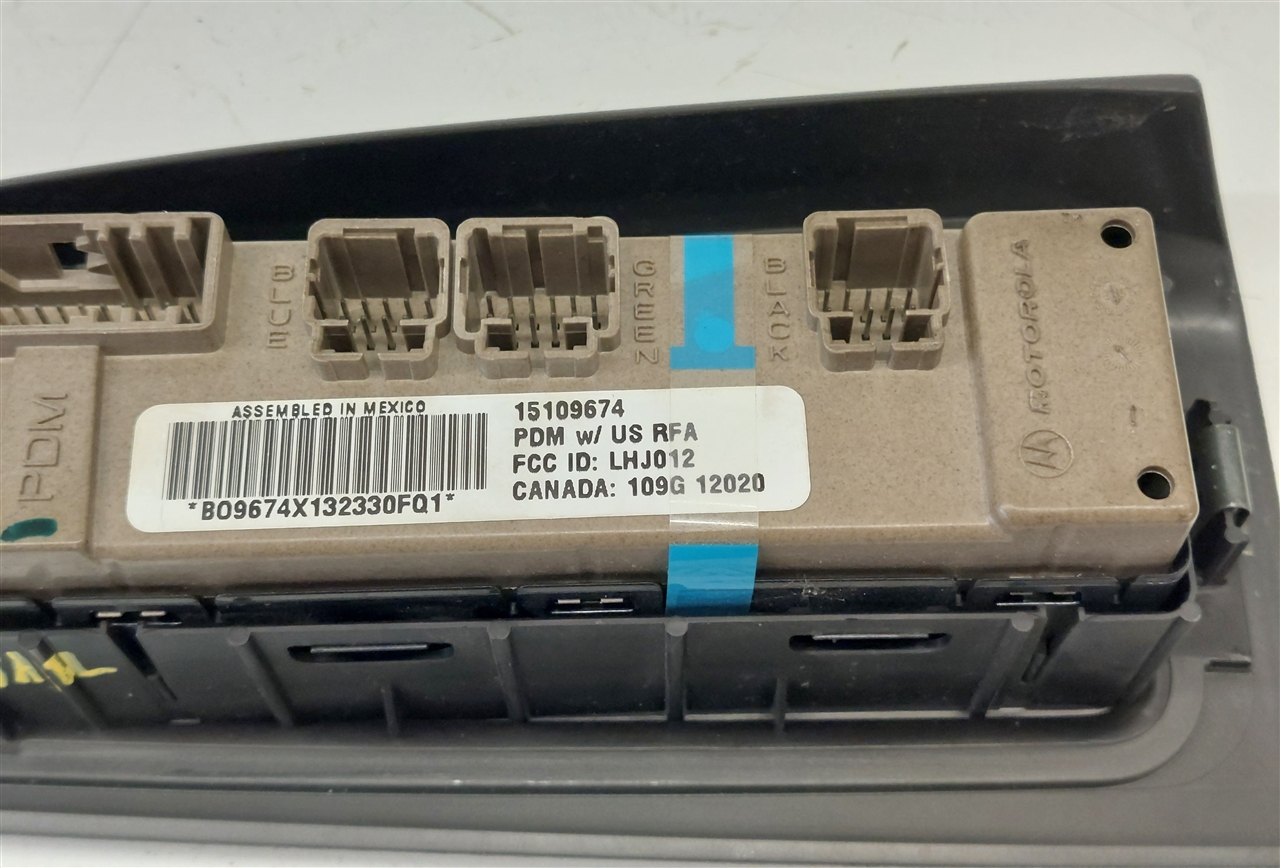 BLUE
GREEN
BLACK
MOTOROLA
PDM
ASSEMBLED IN MEXICO
*B09674X132330FQ1*
15109674
PDM w/ US RFA
FCC ID: LHJ012
CANADA: 109G 12020